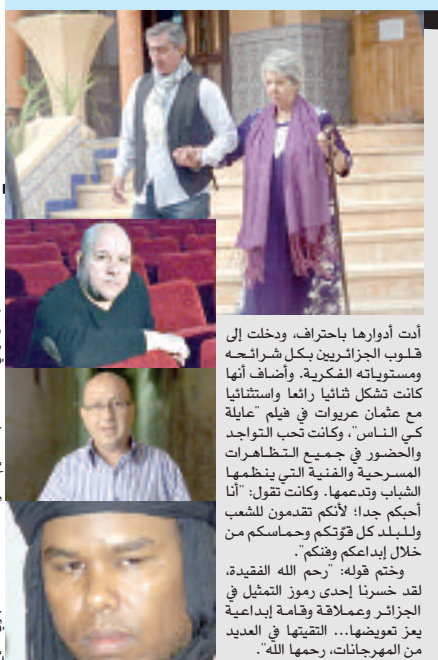 أدت أدوارها باحتراف، ودخلت إلى
قلوب الجزائريين بكل شرائحه
ومستوياته الفكرية. وأضاف أنها
كانت تشكل ثنائيا رائعا واستثنائيا
مع عثمان عريوات في فيلم "عايلة
كي الناس"، وكانت تحب التواجد
والحضور في جميع التظاهرات
المسرحية والفنية التي ينظمها
الشباب وتدعمها. وكانت تقول: "أنا
أحبكم جدا؛ لأنكم تقدمون للشعب
وللبلد كل قوّتكم وحماسكم من
خلال إبداعكم وفنكم".
وختم قوله: "رحم الله الفقيدة،
لقد خسرنا إحدى رموز التمثيل في
الجزائر وعملاقة وقامة إبداعية
يعز تعويضها... التقيتها في العديد
من المهرجانات، رحمها الله".